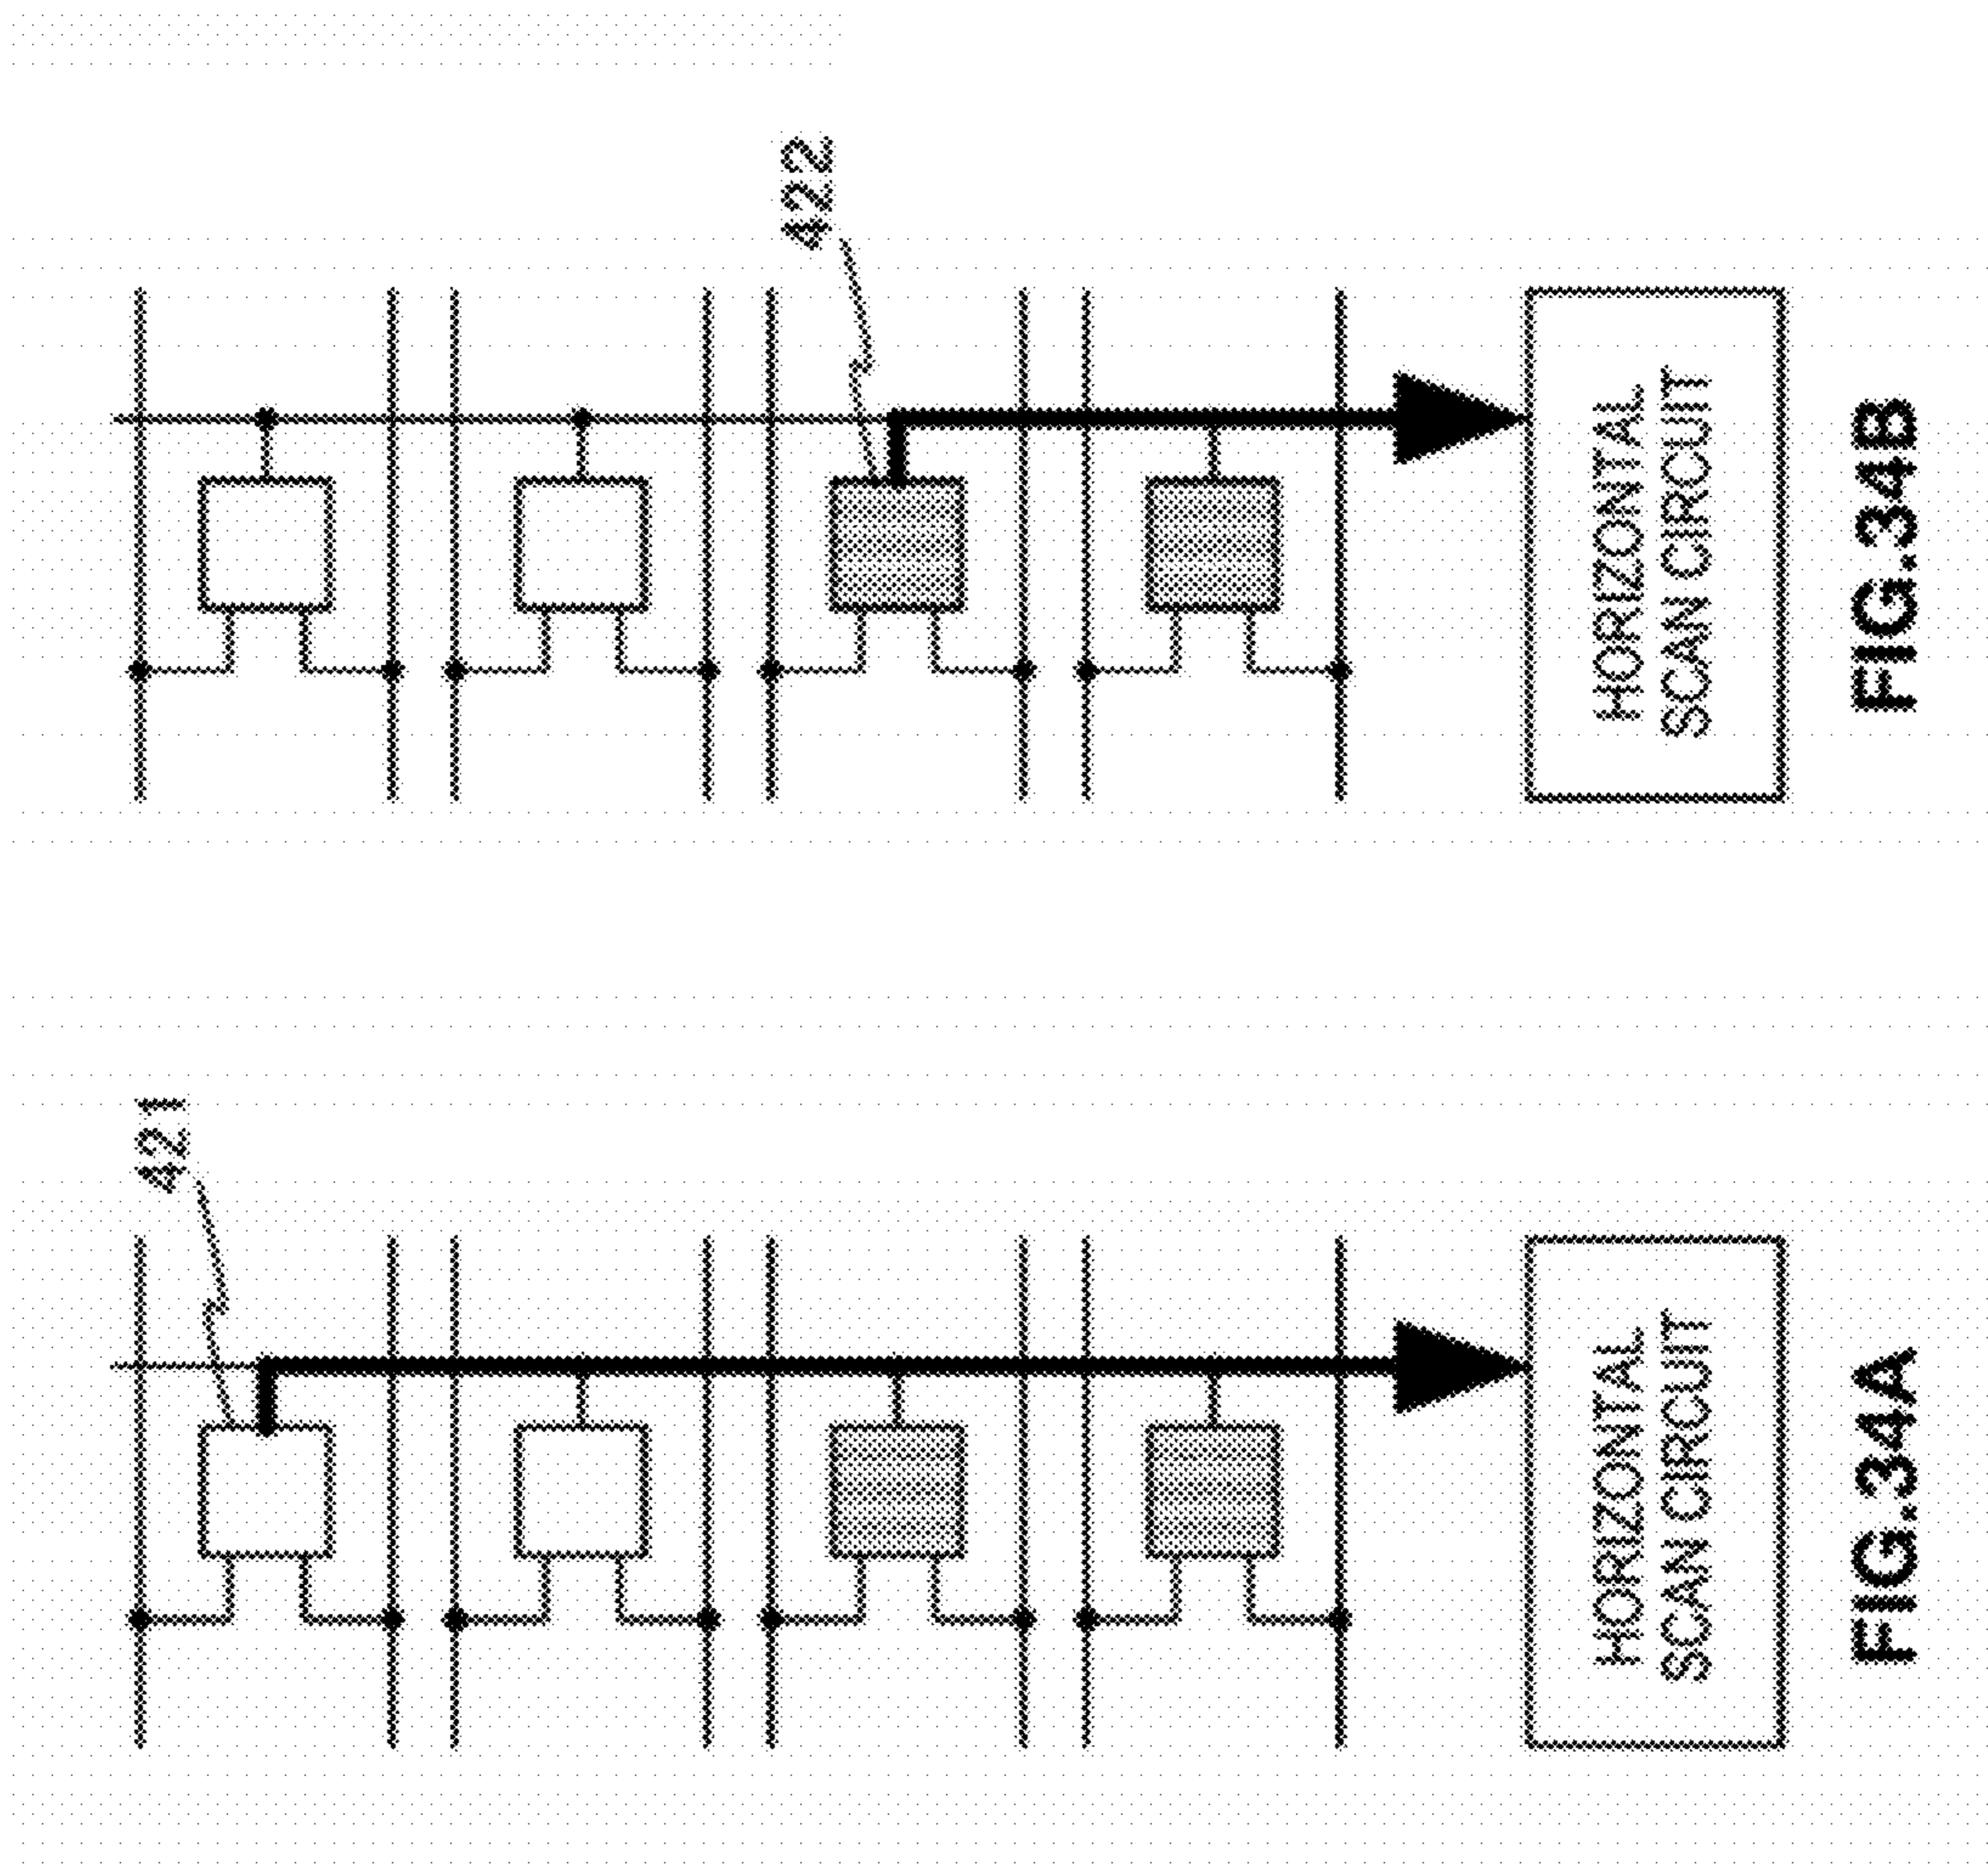 421
HORIZONTAL
SCAN CIRCUIT
FIG.34A
422
HORIZONTAL
SCAN CIRCUIT
FIG.34B